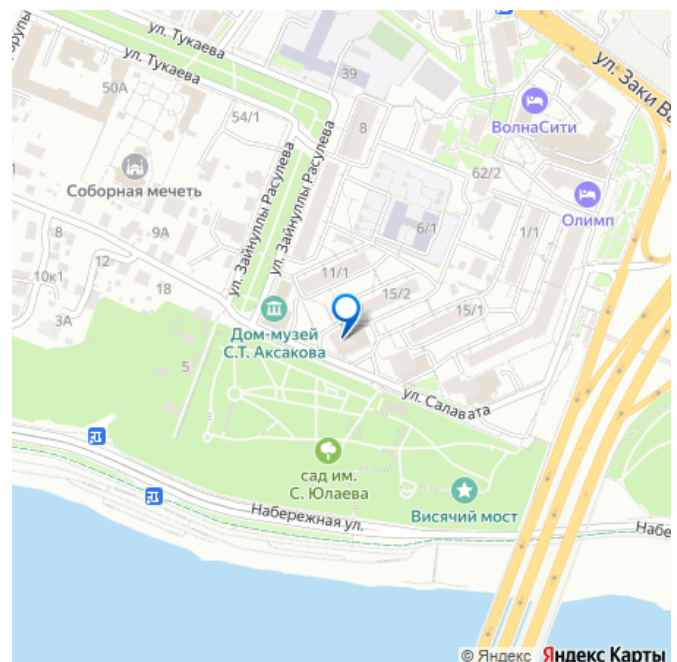 ул. Тукаева
ул. Тукаева
ул. Заки Ва
50А
39
54/1
8
ВолнаСити
Соборная мечеть
62/2
Олимп
ул. Зайнуллы Расулева
ул. Зайнуллы Расулева
8
9А
6/1
1/1
10к1
12
11/1
18
15/2
15/1
3А
Дом-музей
С.Т. Аксакова
5
ул. Салавата
сад им.
С. Юлаева
Висячий мост
Набережная ул.
Набе
© Яндекс Яндекс Карты